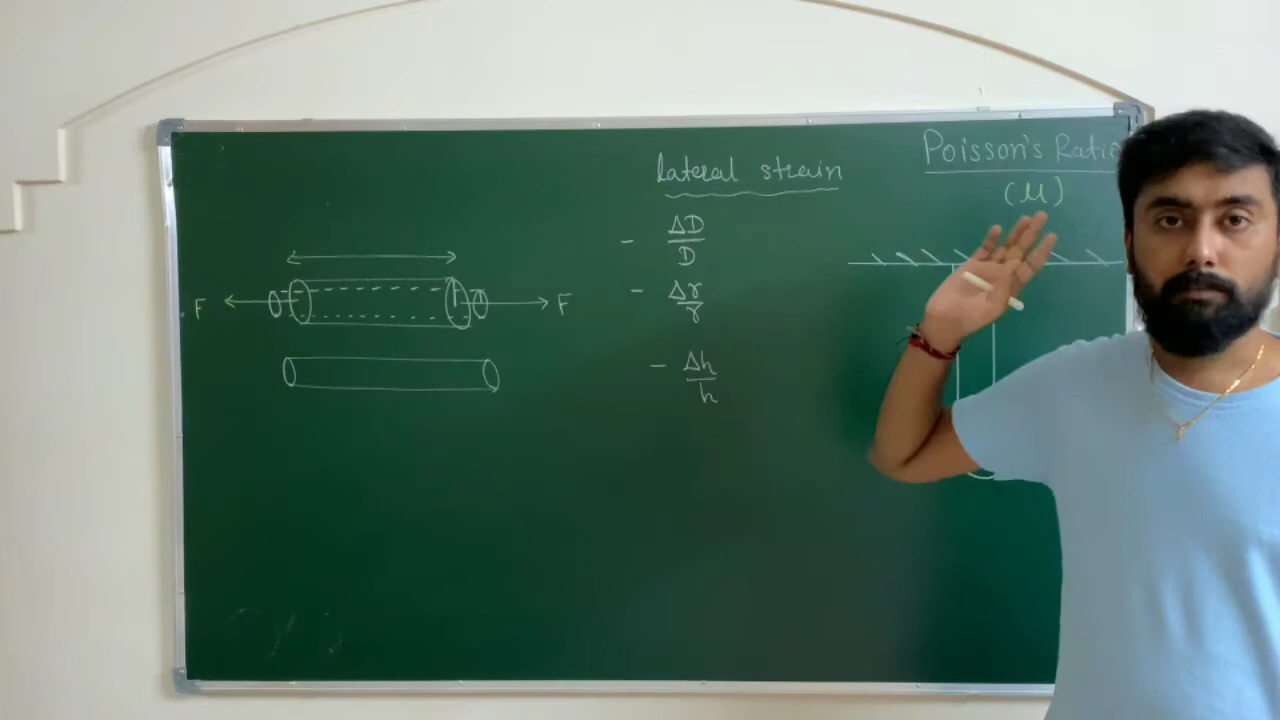 lateral strain
- ΔD/D
- Δr/r
- Δh/h
F F
Poisson's Ratio
(μ)